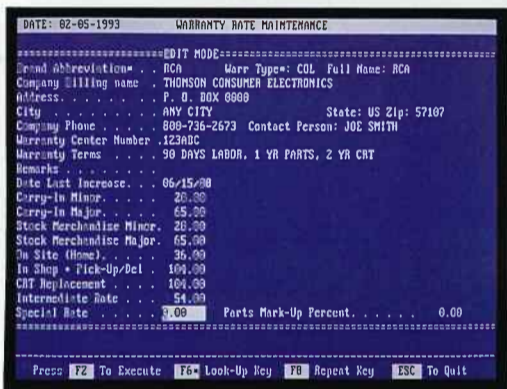 DATE: 02-05-1993 WARRANTY RATE MAINTENANCE
=====================EDIT MODE=====================
Brand Abbreviation* . . RCA Warr Type*: COL Full Name: RCA
Company Billing name . THOMSON CONSUMER ELECTRONICS
Address. . . . . . . . P. O. BOX 0000
City . . . . . . . . . ANY CITY State: US Zip: 57107
Company Phone . . . . . 800-736-2673 Contact Person: JOE SMITH
Warranty Center Number .123ABC
Warranty Terms . . . . 90 DAYS LABOR, 1 YR PARTS, 2 YR CRT
Remarks . . . . . . . .
Date Last Increase. . . 06/15/88
Carry-In Minor. . . . . 28.00
Carry-In Major. . . . . 65.00
Stock Merchandise Minor. 28.00
Stock Merchandise Major. 65.00
On Site (Home). . . . . 36.00
In Shop + Pick-Up/Del . 104.00
CRT Replacement . . . . 104.00
Intermediate Rate . . . 54.00
Special Rate . . . . . 0.00 Parts Mark-Up Percent. . . . . . 0.00
Press F2 To Execute F6* Look-Up Key F8 Repeat Key ESC To Quit